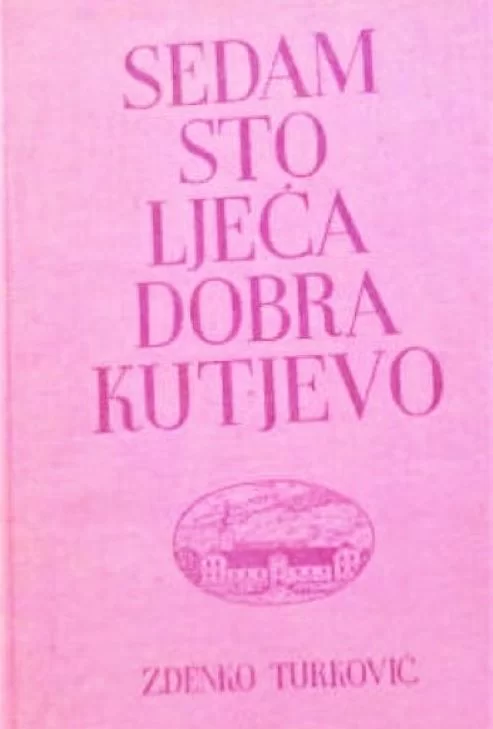 SEDAM
STO
LJEĆA
DOBRA
KUTJEVO
ZDENKO TURKOVIĆ